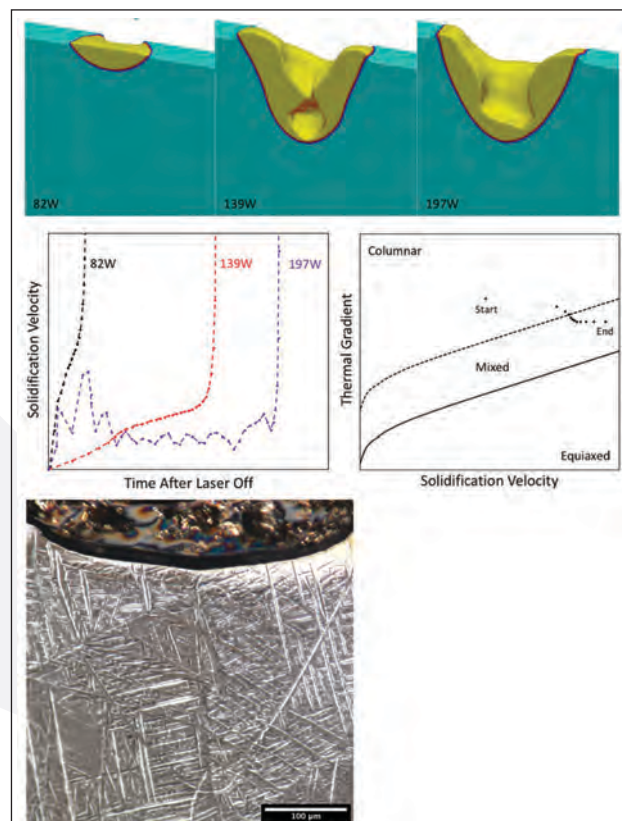 82W
139W
197W
82W
139W
197W
Solidification Velocity
Time After Laser Off
Columnar
Start
End
Mixed
Equiaxed
Thermal Gradient
Solidification Velocity
100 µm